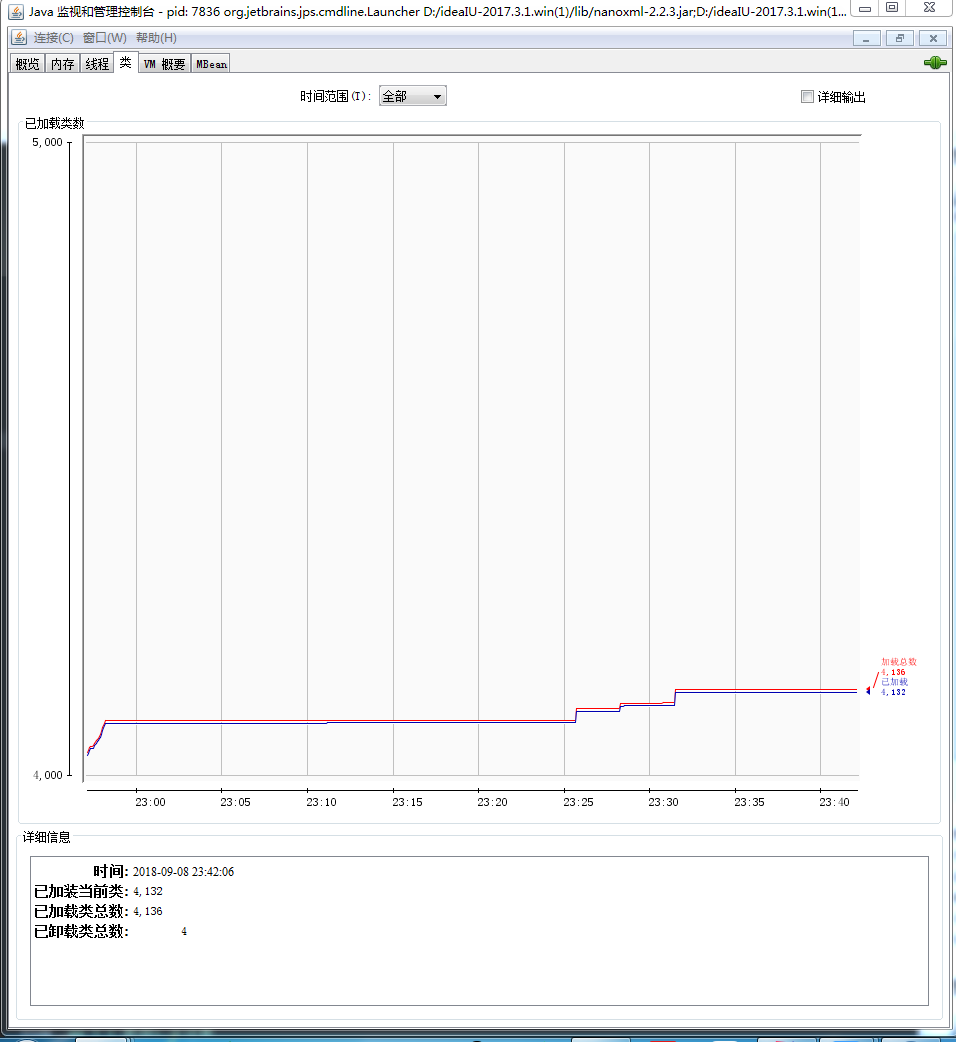 Java 监视和管理控制台 - pid: 7836 org.jetbrains.jps.cmdline.Launcher D:/ideaIU-2017.3.1.win(1)/lib/nanoxml-2.2.3.jar;D:/ideaIU-2017.3.1.win(1...
连接(C) 窗口(W) 帮助(H)
概览 内存 线程 类 VM 概要 MBean
时间范围(T): 全部 详细输出
已加载类数
5,000
加载总数
4,136
已加载
4,132
4,000
23:00 23:05 23:10 23:15 23:20 23:25 23:30 23:35 23:40
详细信息
时间: 2018-09-08 23:42:06
已加装当前类: 4,132
已加载类总数: 4,136
已卸载类总数: 4